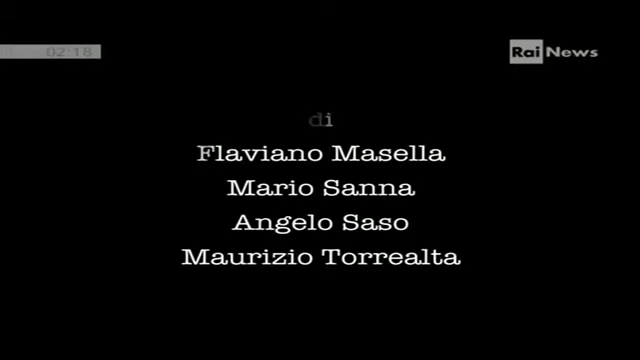 02:18
Rai News
di
Flaviano Masella
Mario Sanna
Angelo Saso
Maurizio Torrealta